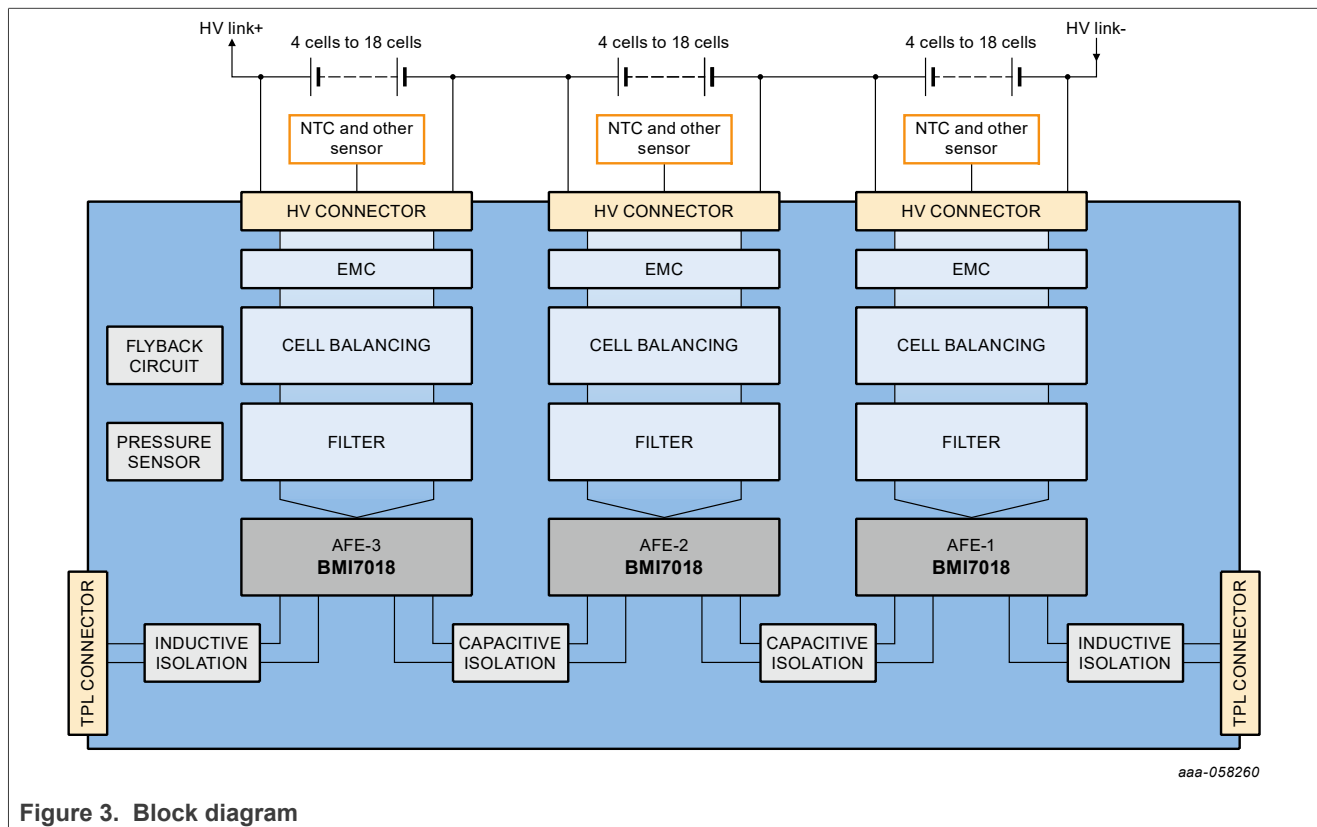 HV link+
4 cells to 18 cells
4 cells to 18 cells
4 cells to 18 cells
HV link-
NTC and other
sensor
NTC and other
sensor
NTC and other
sensor
HV CONNECTOR
HV CONNECTOR
HV CONNECTOR
EMC
EMC
EMC
FLYBACK
CIRCUIT
CELL BALANCING
CELL BALANCING
CELL BALANCING
PRESSURE
SENSOR
FILTER
FILTER
FILTER
AFE-3
BMI7018
AFE-2
BMI7018
AFE-1
BMI7018
TPL CONNECTOR
INDUCTIVE
ISOLATION
CAPACITIVE
ISOLATION
CAPACITIVE
ISOLATION
INDUCTIVE
ISOLATION
TPL CONNECTOR
aaa-058260
Figure 3. Block diagram